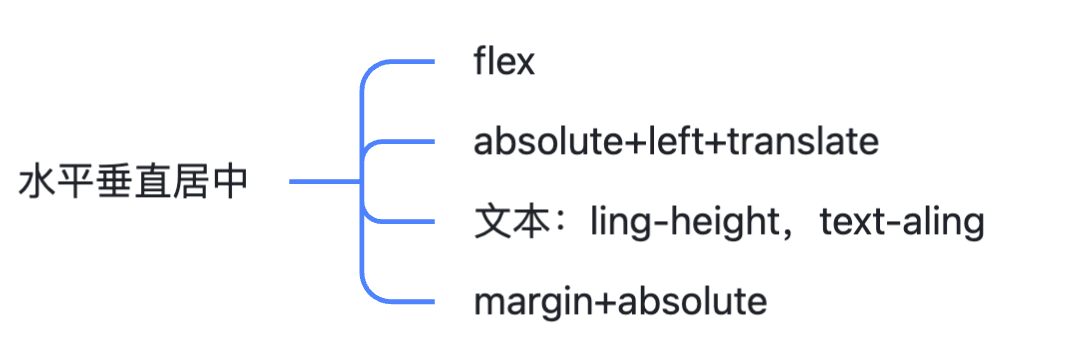 flex
absolute+left+translate
水平垂直居中
文本：ling-height，text-aling
margin+absolute